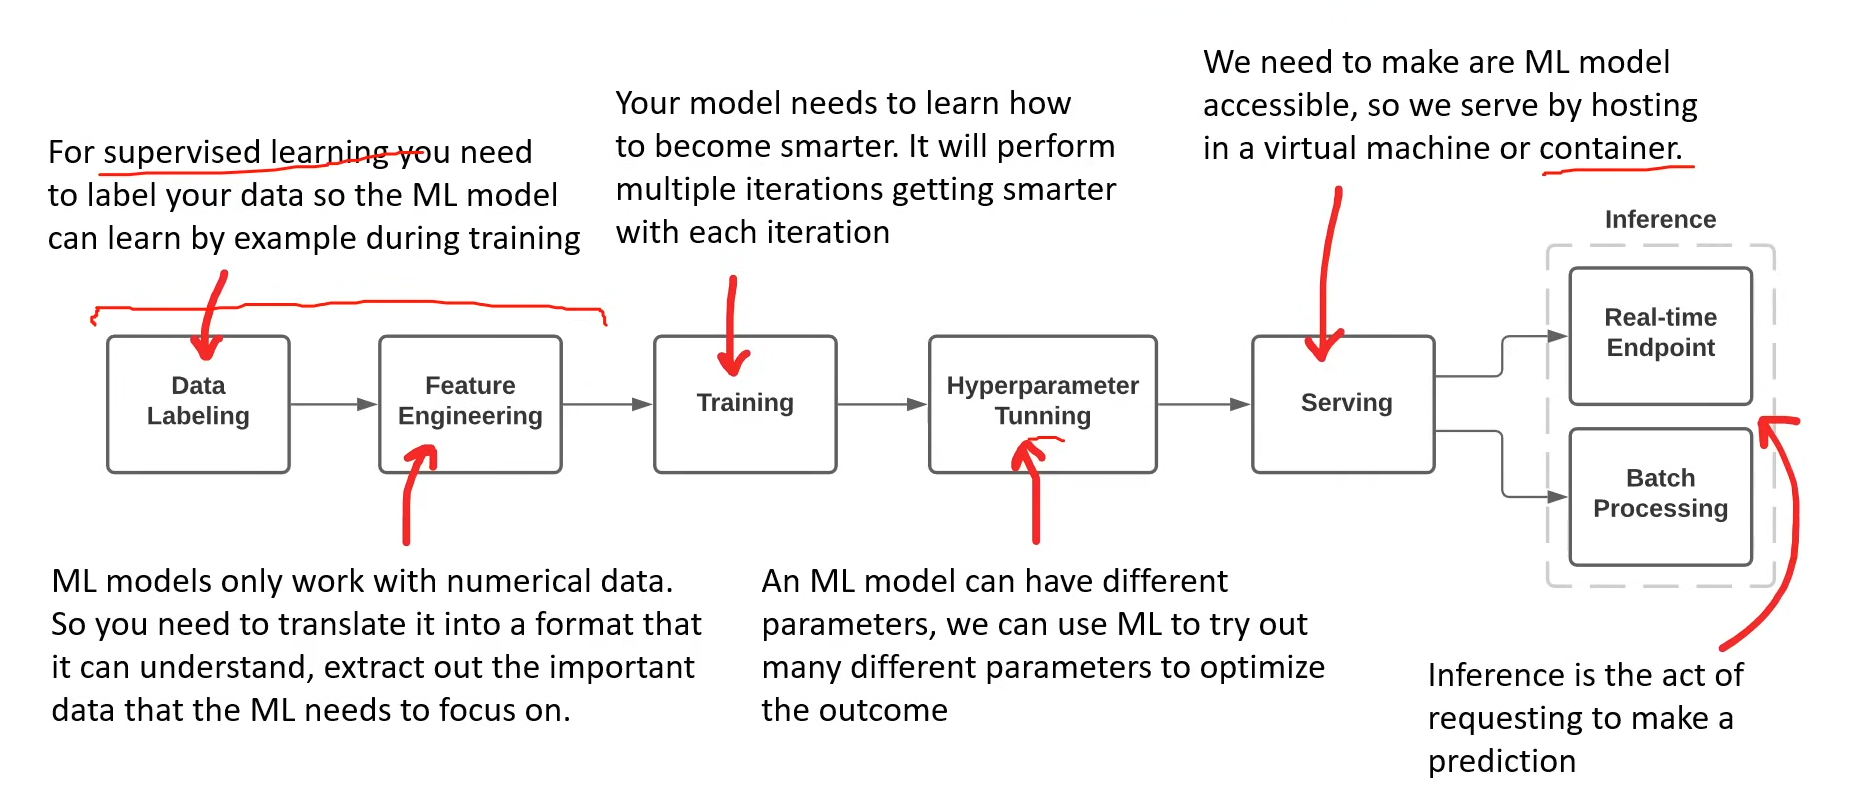 For supervised learning you need
to label your data so the ML model
can learn by example during training
Your model needs to learn how
to become smarter. It will perform
multiple iterations getting smarter
with each iteration
We need to make are ML model
accessible, so we serve by hosting
in a virtual machine or container.
Data
Labeling
Feature
Engineering
Training
Hyperparameter
Tunning
Serving
Inference
Real-time
Endpoint
Batch
Processing
ML models only work with numerical data.
So you need to translate it into a format that
it can understand, extract out the important
data that the ML needs to focus on.
An ML model can have different
parameters, we can use ML to try out
many different parameters to optimize
the outcome
Inference is the act of
requesting to make a
prediction